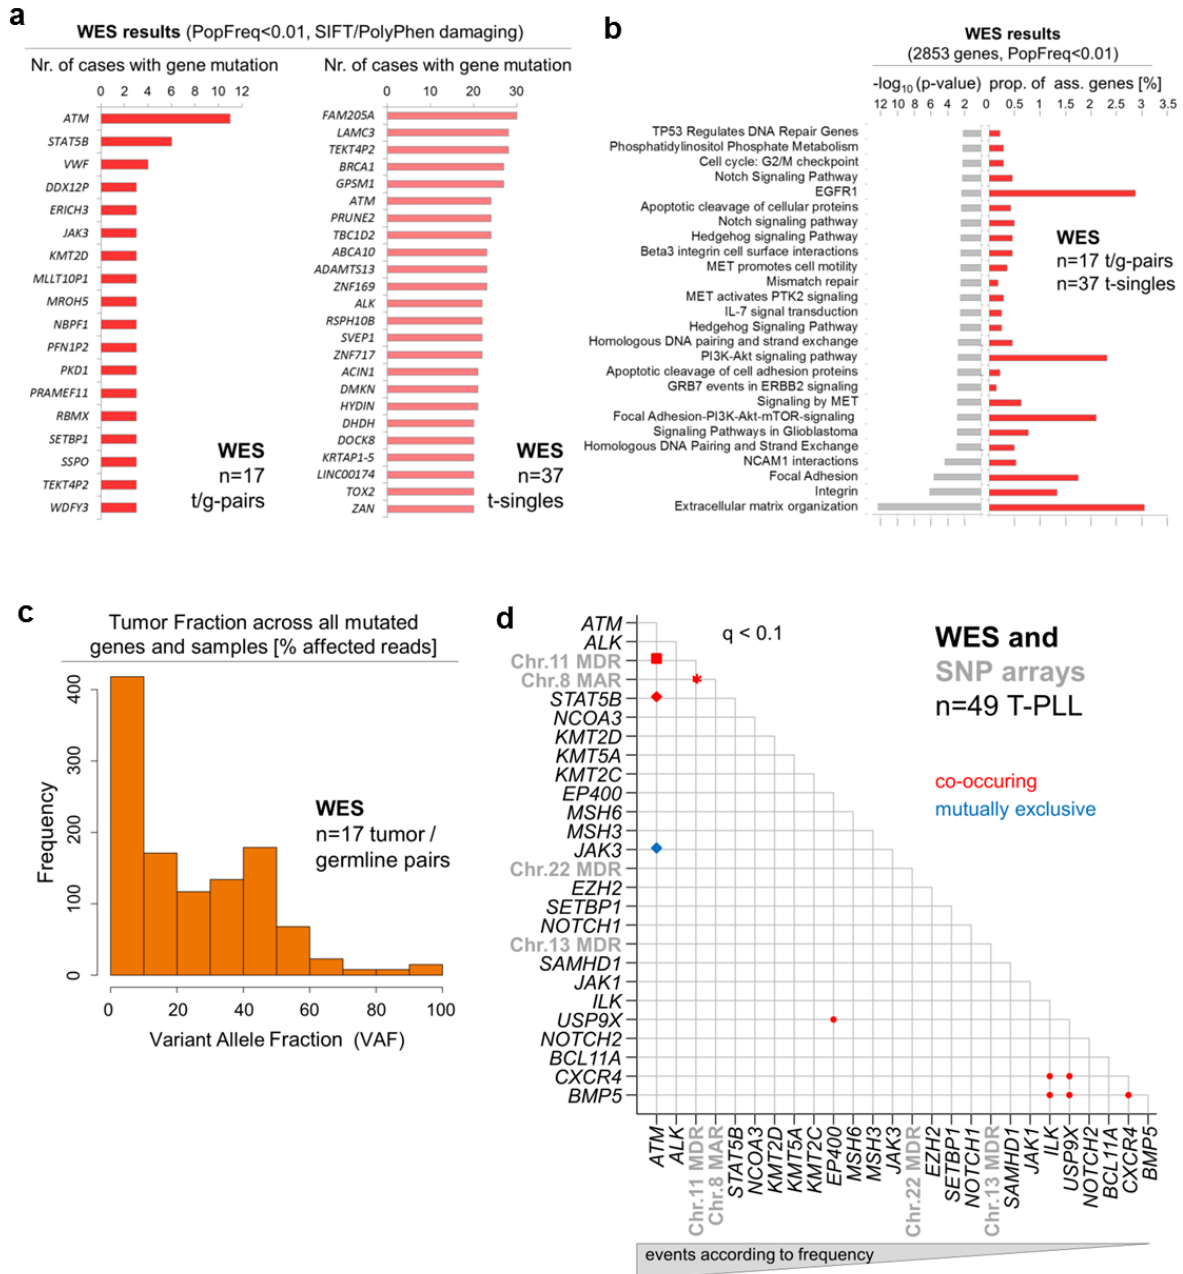 a
WES results (PopFreq<0.01, SIFT/PolyPhen damaging)
Nr. of cases with gene mutation
0 2 4 6 8 10 12
ATM
STAT5B
VWF
DDX12P
ERICH3
JAK3
KMT2D
MLLT10P1
MROH5
NBPF1
PFN1P2
PKD1
PRAMEF11
RBMX
SETBP1
SSPO
TEKT4P2
WDFY3
WES
n=17
t/g-pairs
Nr. of cases with gene mutation
0 10 20 30
FAM205A
LAMC3
TEKT4P2
BRCA1
GPSM1
ATM
PRUNE2
TBC1D2
ABCA10
ADAMTS13
ZNF169
ALK
RSPH10B
SVEP1
ZNF717
ACIN1
DMKN
HYDIN
DHDH
DOCK8
KRTAP1-5
LINC00174
TOX2
ZAN
WES
n=37
t-singles
b
WES results
(2853 genes, PopFreq<0.01)
-log10 (p-value) prop. of ass. genes [%]
12 10 8 6 4 2 0 0.5 1 1.5 2 2.5 3 3.5
TP53 Regulates DNA Repair Genes
Phosphatidylinositol Phosphate Metabolism
Cell cycle: G2/M checkpoint
Notch Signaling Pathway
EGFR1
Apoptotic cleavage of cellular proteins
Notch signaling pathway
Hedgehog signaling Pathway
Beta3 integrin cell surface interactions
MET promotes cell motility
Mismatch repair
MET activates PTK2 signaling
IL-7 signal transduction
Hedgehog Signaling Pathway
Homologous DNA pairing and strand exchange
PI3K-Akt signaling pathway
Apoptotic cleavage of cell adhesion proteins
GRB7 events in ERBB2 signaling
Signaling by MET
Focal Adhesion-PI3K-Akt-mTOR-signaling
Signaling Pathways in Glioblastoma
Homologous DNA Pairing and Strand Exchange
NCAM1 interactions
Focal Adhesion
Integrin
Extracellular matrix organization
WES
n=17 t/g-pairs
n=37 t-singles
c
Tumor Fraction across all mutated
genes and samples [% affected reads]
Frequency
400
300
200
100
0
0 20 40 60 80 100
Variant Allele Fraction (VAF)
WES
n=17 tumor /
germline pairs
d
q < 0.1
WES and
SNP arrays
n=49 T-PLL
co-occuring
mutually exclusive
ATM
ALK
Chr.11 MDR
Chr.8 MAR
STAT5B
NCOA3
KMT2D
KMT5A
KMT2C
EP400
MSH6
MSH3
JAK3
Chr.22 MDR
EZH2
SETBP1
NOTCH1
Chr.13 MDR
SAMHD1
JAK1
ILK
USP9X
NOTCH2
BCL11A
CXCR4
BMP5
ATM
ALK
Chr.11 MDR
Chr.8 MAR
STAT5B
NCOA3
KMT2D
KMT5A
KMT2C
EP400
MSH6
MSH3
JAK3
Chr.22 MDR
EZH2
SETBP1
NOTCH1
Chr.13 MDR
SAMHD1
JAK1
ILK
USP9X
NOTCH2
BCL11A
CXCR4
BMP5
events according to frequency